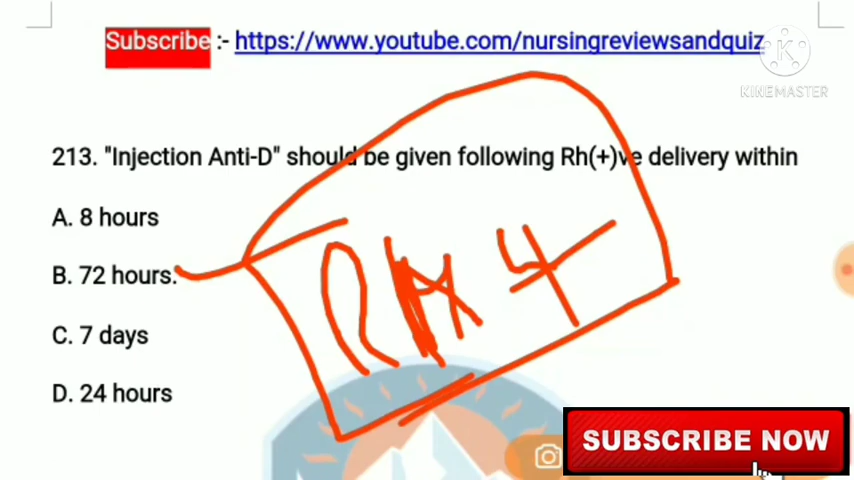 Subscribe :- https://www.youtube.com/nursingreviewsandquiz
KINEMASTER
213. "Injection Anti-D" should be given following Rh(+)ve delivery within
A. 8 hours
B. 72 hours.
C. 7 days
D. 24 hours
SUBSCRIBE NOW